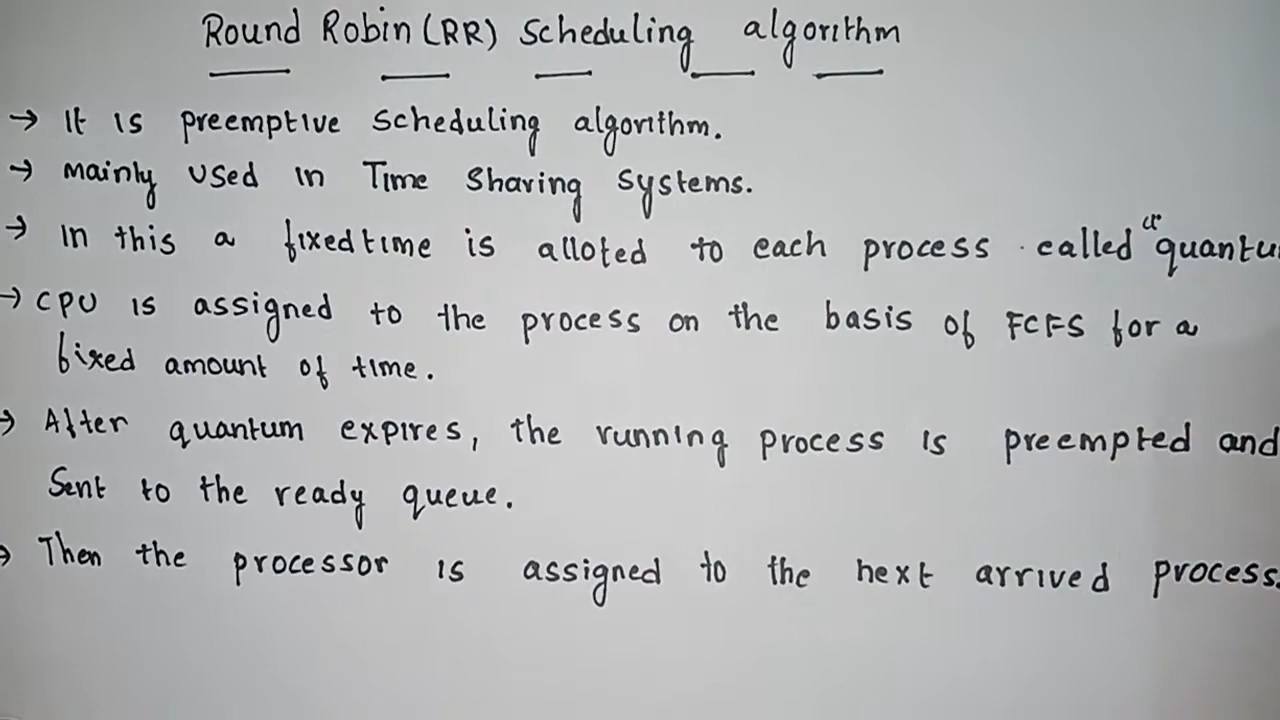 Round Robin (RR) Scheduling algorithm
→ It is preemptive scheduling algorithm.
→ mainly used in Time Sharing Systems.
→ In this a fixed time is alloted to each process called "quantu
→ CPU is assigned to the process on the basis of FCFS for a
fixed amount of time.
→ After quantum expires, the running process is preempted and
Sent to the ready queue.
→ Then the processor is assigned to the next arrived process.